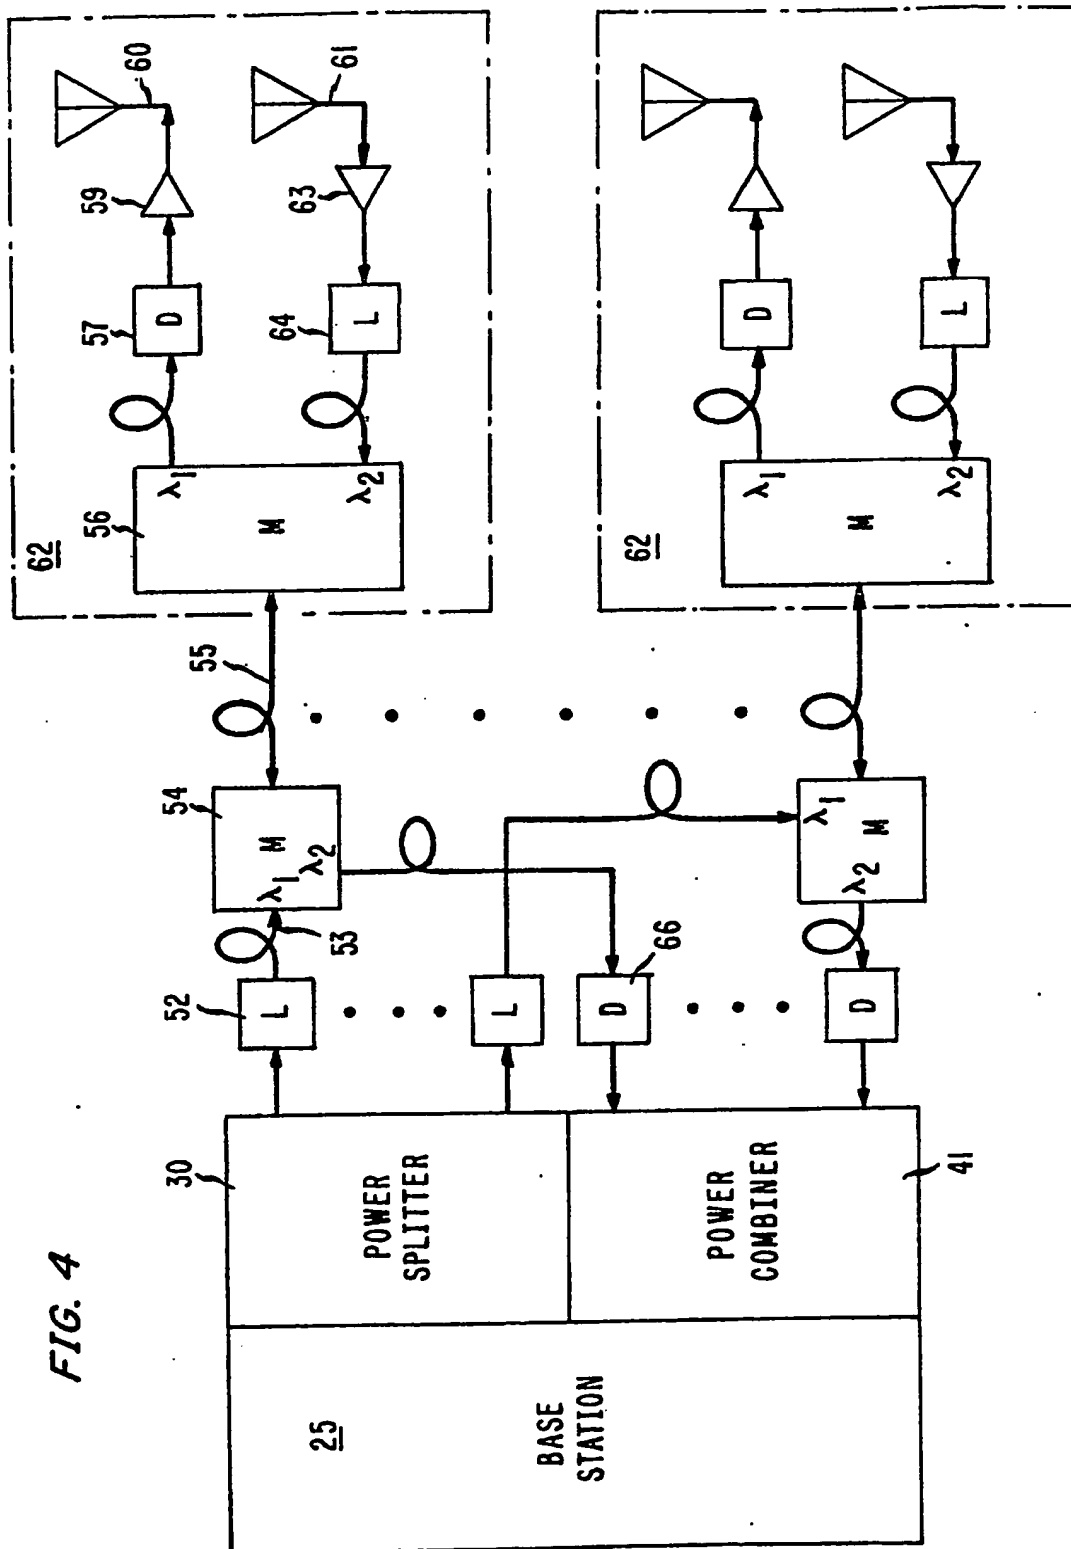 FIG. 4
25
BASE
STATION
30
POWER
SPLITTER
POWER
COMBINER
41
52
L
L
D
66
D
53
54
λ1
M
λ2
λ1
λ2
M
55
62
56
λ1
M
λ2
57
D
59
60
64
L
63
61
62
λ1
M
λ2
D
L